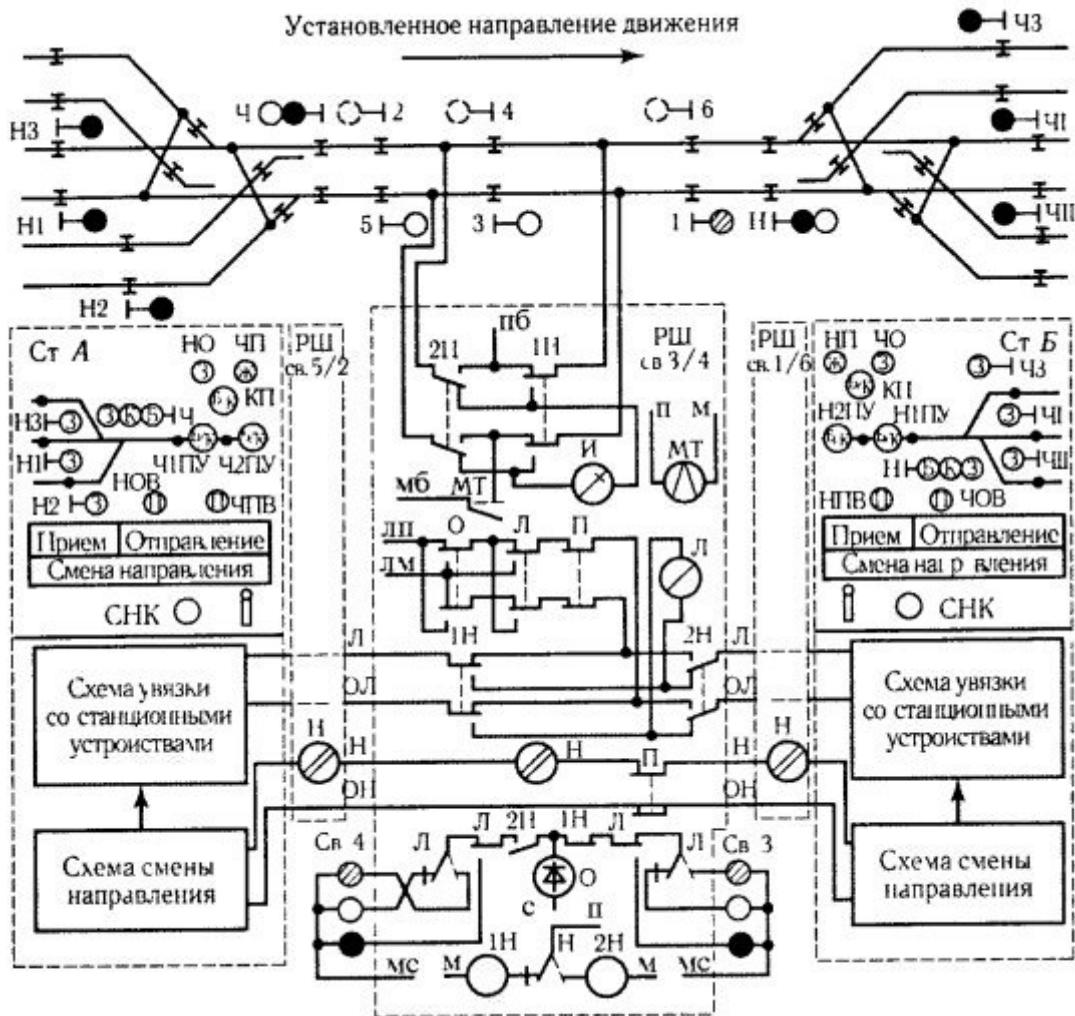 Установленное направление движения
Ч3
Н3
Ч
2
4
6
ЧI
Н1
5
3
1
Н
ЧII
Н2
Ст А
НО
ЧП
КП
Н3
Ч
Н1
Ч1ПУ
Ч2ПУ
Н2
НОВ
ЧПВ
Прием
Отправление
Смена направления
СНК
РШ
св. 5/2
пб
2Н
1Н
РШ
св 3/4
П
М
И
МТ
мб
МТ
О
Л
П
ЛП
ЛМ
Л
РШ
св. 1/6
НП
ЧО
Ст Б
Ч3
КП
Н2ПУ
Н1ПУ
ЧI
Н
ЧII
НПВ
ЧОВ
Прием
Отправление
СНК
Л
1Н
2Н
Л
ОЛ
ОЛ
Схема увязки
со станционными
устройствами
Схема увязки
со станционными
устройствами
Н
Н
Н
П
Н
Н
ОН
ОН
Схема смены
направления
Схема смены
направления
Св 4
Л
Л
2Н
1Н
Л
Л
Св 3
О
С
П
1Н
Н
2Н
мс
М
М
мс